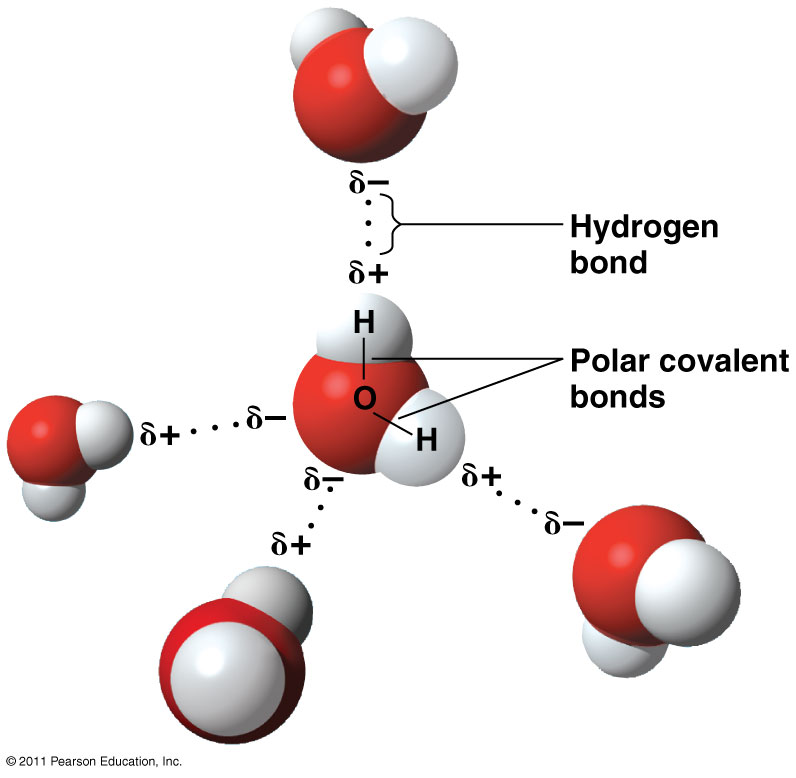 δ−
Hydrogen
bond
δ+
H
Polar covalent
bonds
O
δ+
δ−
H
δ−
δ+
δ−
δ+
© 2011 Pearson Education, Inc.